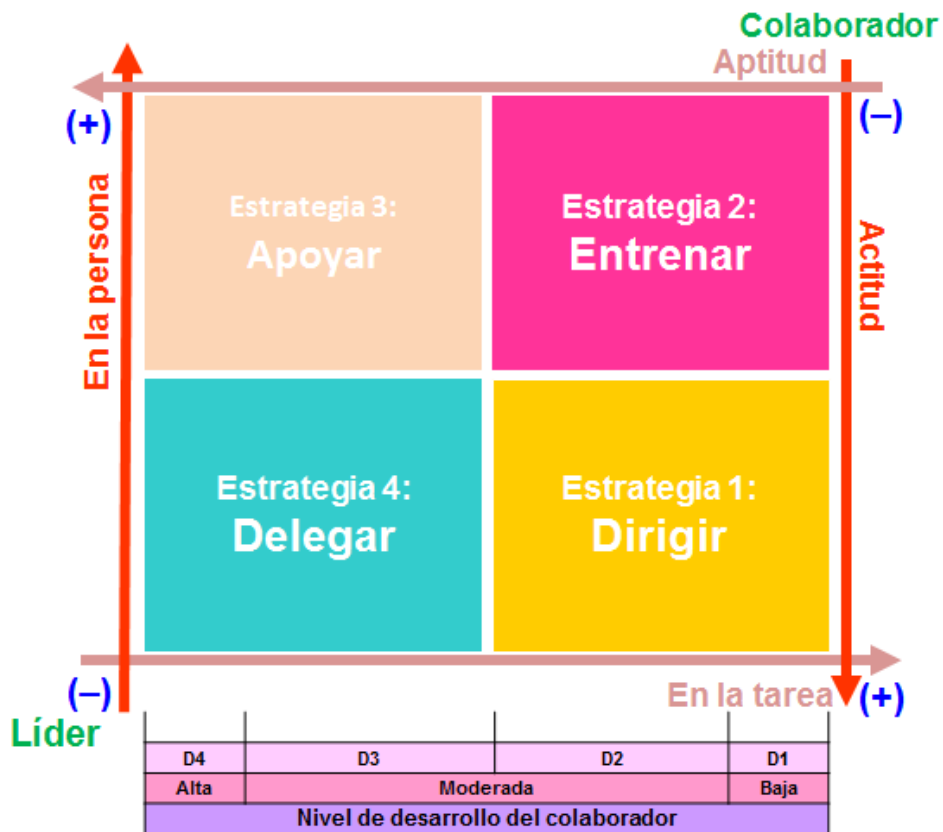 Colaborador
Aptitud
(+)
(–)
En la persona
Estrategia 3:
Apoyar
Estrategia 2:
Entrenar
Actitud
Estrategia 4:
Delegar
Estrategia 1:
Dirigir
(–)
En la tarea
(+)
Líder
D4 D3 D2 D1
Alta Moderada Baja
Nivel de desarrollo del colaborador